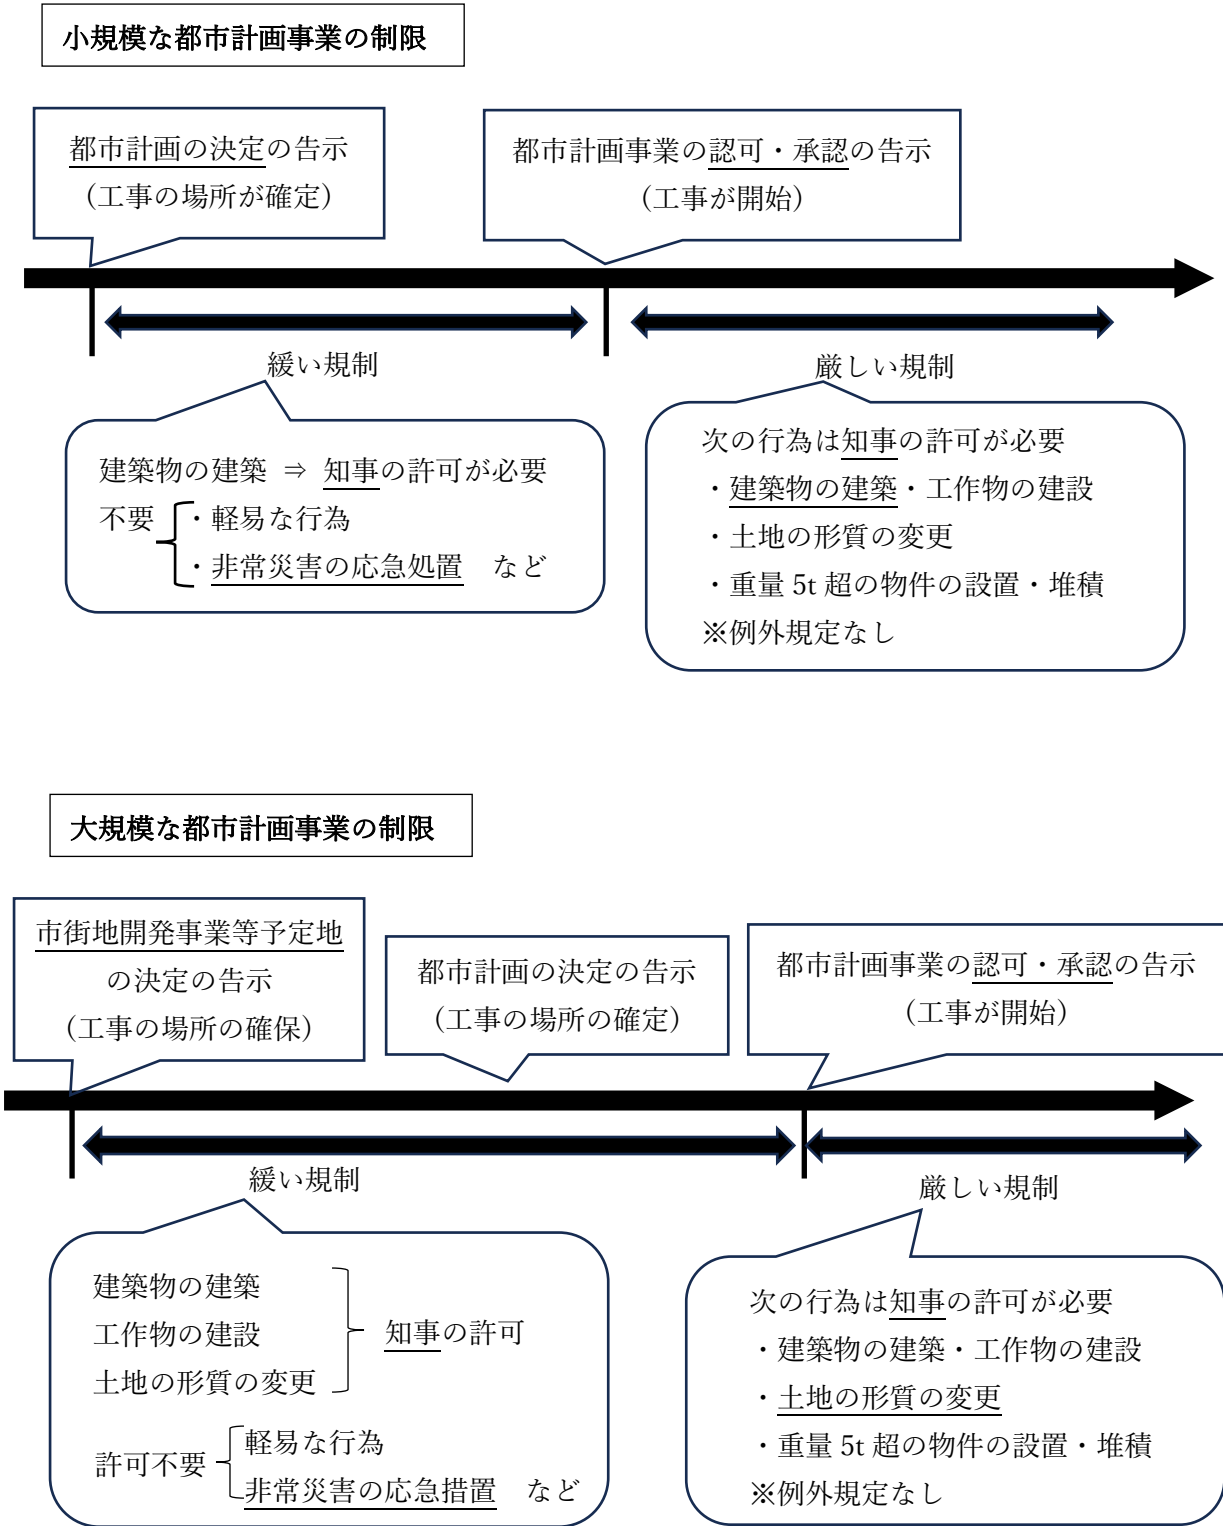 小規模な都市計画事業の制限
都市計画の決定の告示
（工事の場所が確定）
都市計画事業の認可・承認の告示
（工事が開始）
緩い規制
厳しい規制
建築物の建築 ⇒ 知事の許可が必要
不要
・軽易な行為
・非常災害の応急処置　など
次の行為は知事の許可が必要
・建築物の建築・工作物の建設
・土地の形質の変更
・重量 5t 超の物件の設置・堆積
※例外規定なし
大規模な都市計画事業の制限
市街地開発事業等予定地
の決定の告示
（工事の場所の確保）
都市計画の決定の告示
（工事の場所の確定）
都市計画事業の認可・承認の告示
（工事が開始）
緩い規制
厳しい規制
建築物の建築
工作物の建設
土地の形質の変更
知事の許可
許可不要
軽易な行為
非常災害の応急措置　など
次の行為は知事の許可が必要
・建築物の建築・工作物の建設
・土地の形質の変更
・重量 5t 超の物件の設置・堆積
※例外規定なし